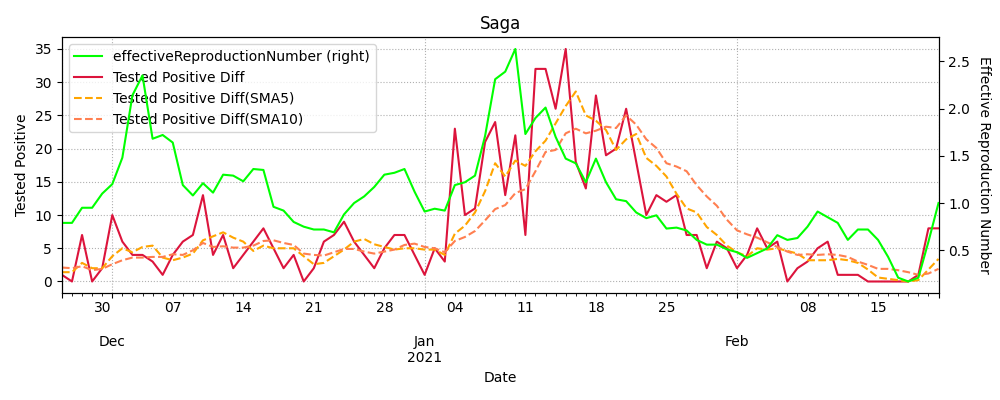 Saga
effectiveReproductionNumber (right)
Tested Positive Diff
Tested Positive Diff(SMA5)
Tested Positive Diff(SMA10)
Tested Positive
35
30
25
20
15
10
5
0
Effective Reproduction Number
2.5
2.0
1.5
1.0
0.5
30 07 14 21 28 04 11 18 25 08 15
Dec Jan Feb
2021
Date